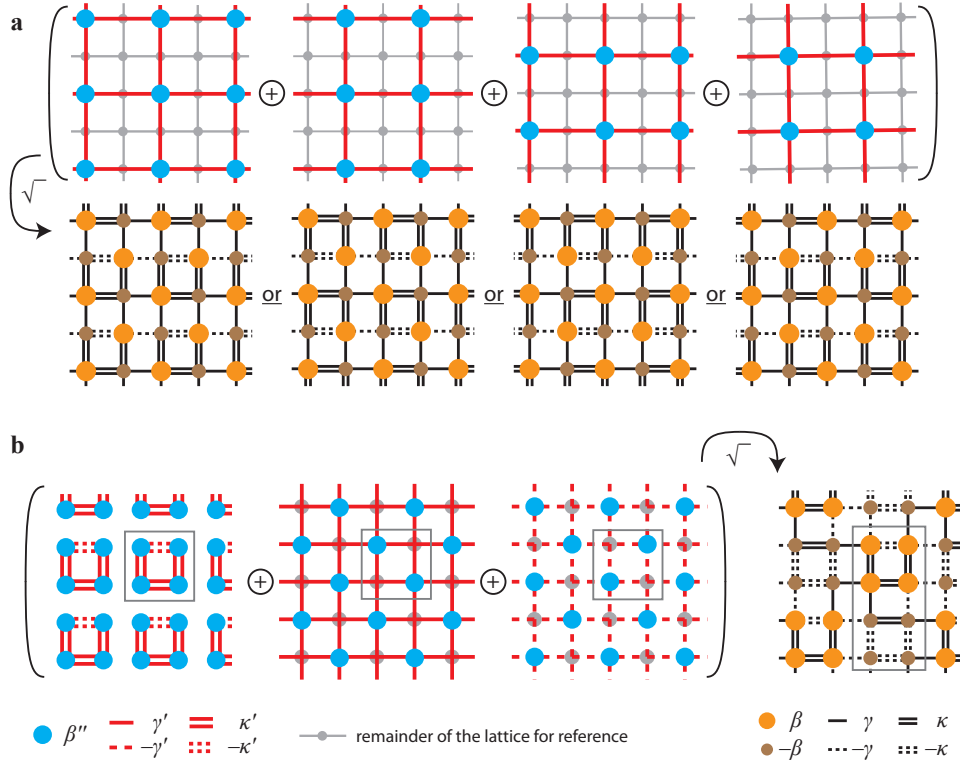 a
+ + +
√
or or or
b
√
+ +
β″ γ′ κ′
−γ′ −κ′
remainder of the lattice for reference
β γ κ
−β −γ −κ